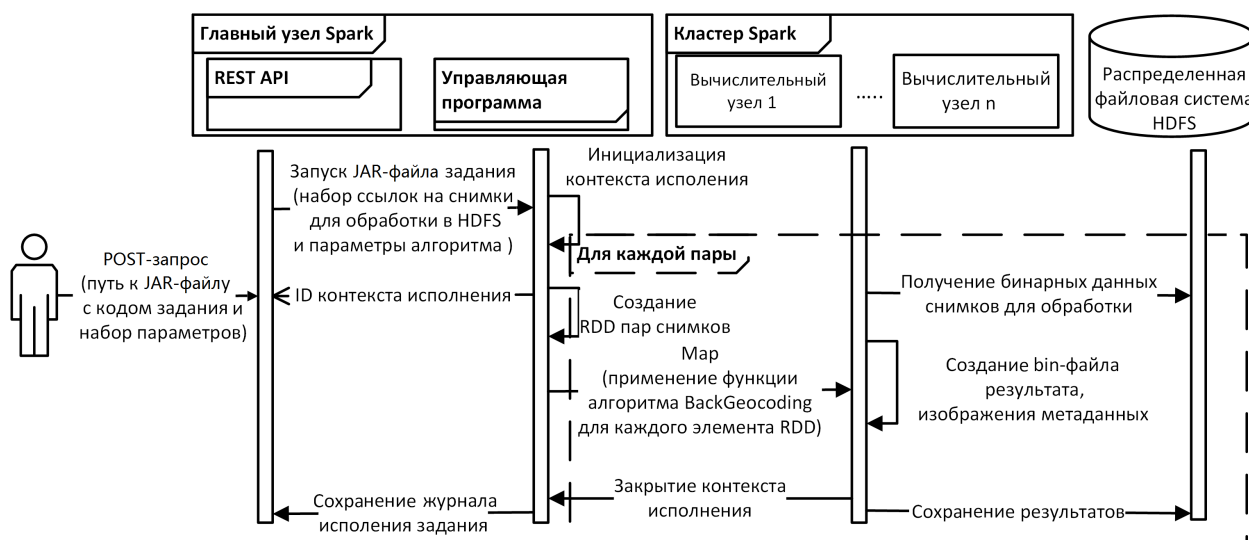 Главный узел Spark
REST API
Управляющая
программа
Кластер Spark
Вычислительный
узел 1
.....
Вычислительный
узел n
Распределенная
файловая система
HDFS
Запуск JAR-файла задания
(набор ссылок на снимки
для обработки в HDFS
и параметры алгоритма )
Инициализация
контекста исполения
POST-запрос
(путь к JAR-файлу
с кодом задания и
набор параметров)
Для каждой пары
ID контекста исполнения
Создание
RDD пар снимков
Получение бинарных данных
снимков для обработки
Map
(применение функции
алгоритма BackGeocoding
для каждого элемента RDD)
Создание bin-файла
результата,
изображения метаданных
Закрытие контекста
исполнения
Сохранение журнала
исполения задания
Сохранение результатов